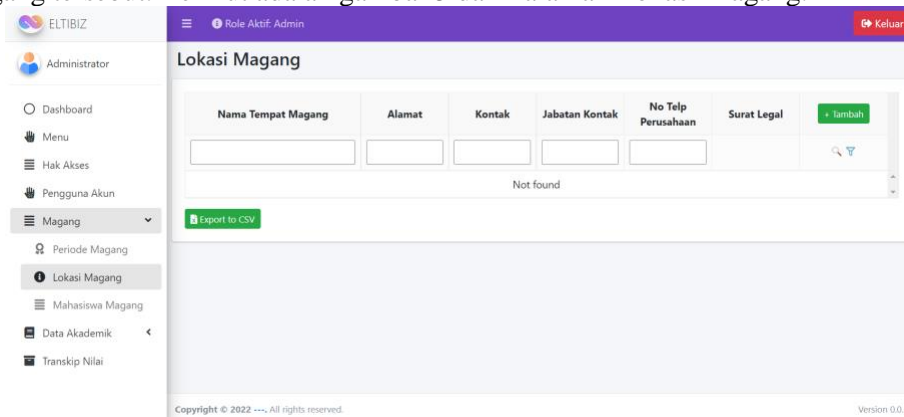 ELTIBIZ
Role Aktif: Admin
Keluar
Administrator
Lokasi Magang
Dashboard
Menu
Hak Akses
Pengguna Akun
Magang
Periode Magang
Lokasi Magang
Mahasiswa Magang
Data Akademik
Transkip Nilai
Nama Tempat Magang
Alamat
Kontak
Jabatan Kontak
No Telp
Perusahaan
Surat Legal
+ Tambah
Not found
Export to CSV
Copyright © 2022 ---. All rights reserved.
Version 0.0.